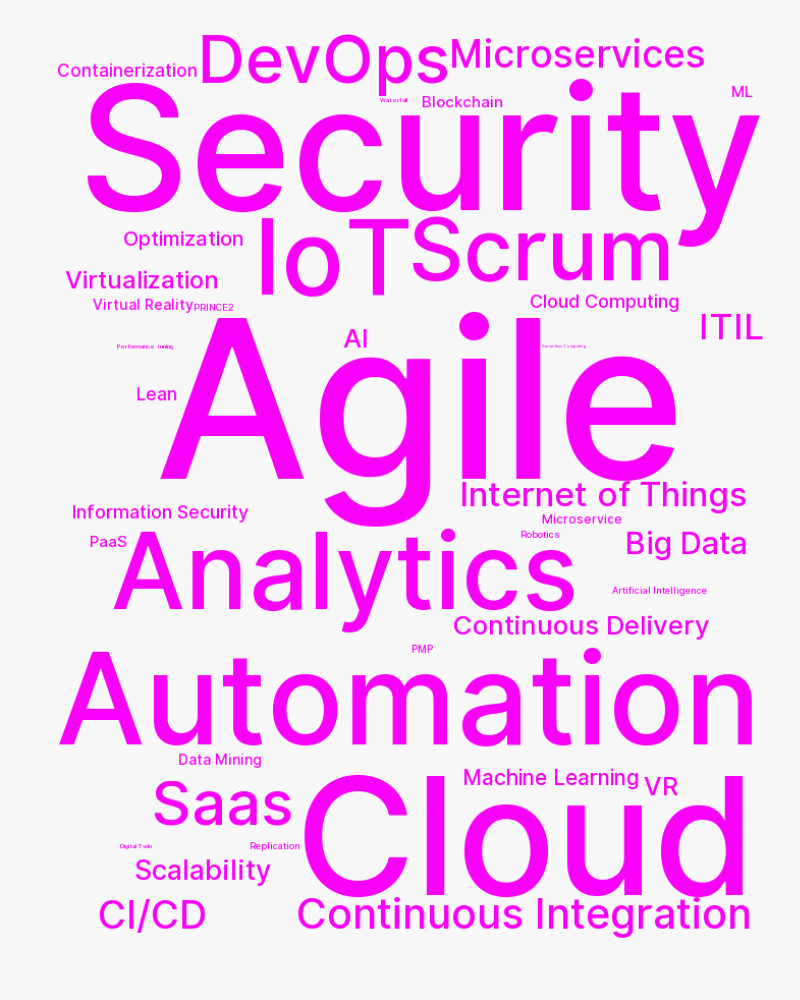 DevOps
Microservices
Containerization
ML
Waterfall
Blockchain
Security
Optimization
IoT
Scrum
Virtualization
Virtual Reality
PRINCE2
Cloud Computing
ITIL
AI
Performance tuning
Serverless Computing
Agile
Lean
Internet of Things
Information Security
Microservice
Robotics
PaaS
Big Data
Analytics
Artificial Intelligence
Continuous Delivery
PMP
Automation
Data Mining
Machine Learning
VR
Saas
Cloud
Digital Twin
Replication
Scalability
CI/CD
Continuous Integration